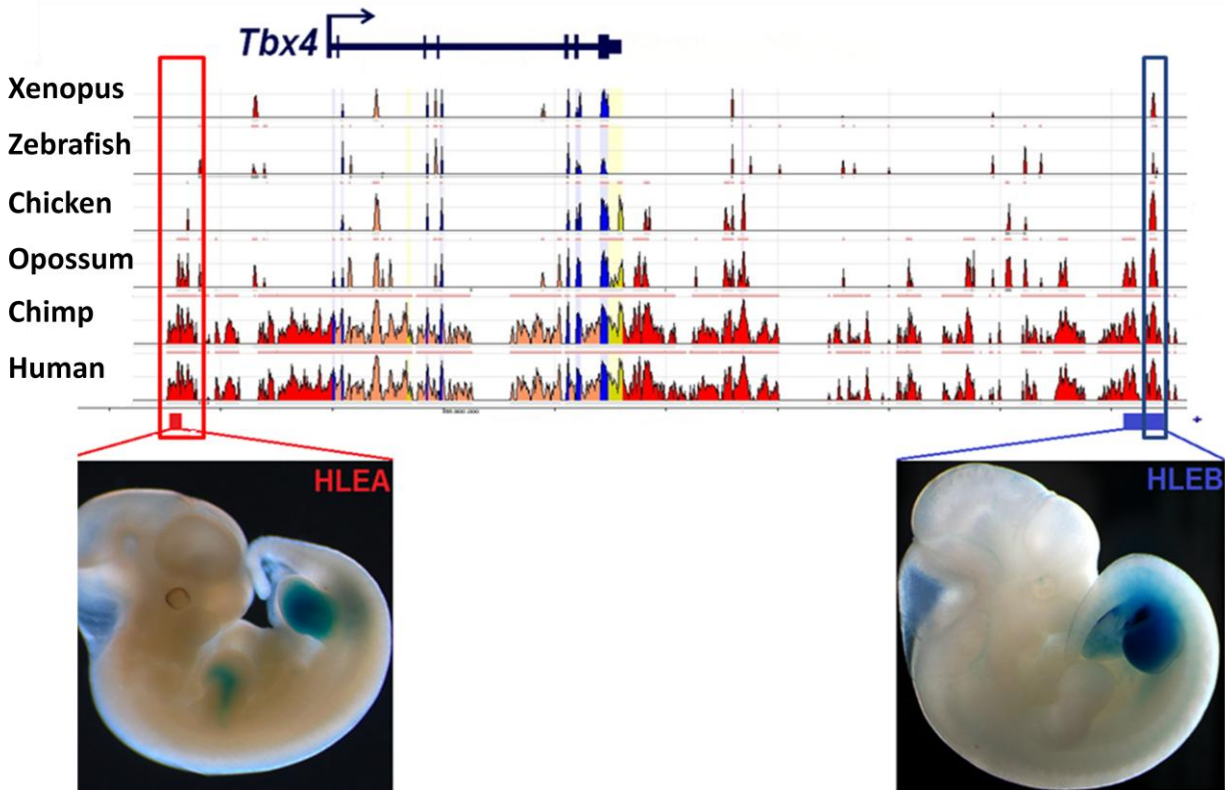 Tbx4
Xenopus
Zebrafish
Chicken
Opossum
Chimp
Human
HLEA
HLEB